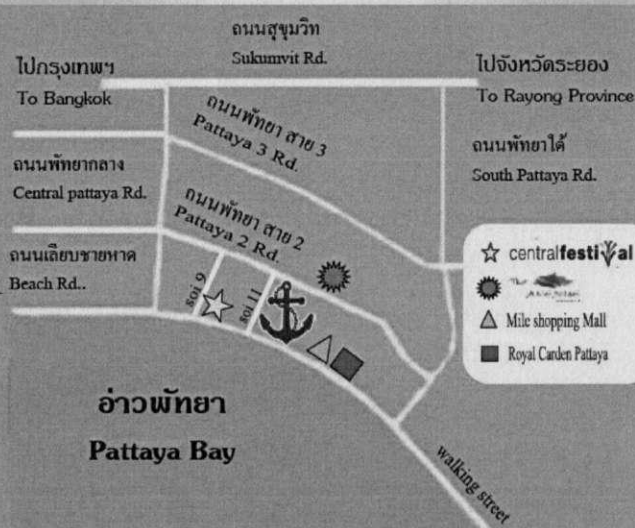 ถนนสุขุมวิท
Sukumvit Rd.
ไปกรุงเทพฯ
To Bangkok
ไปจังหวัดระยอง
To Rayong Province
ถนนพัทยา สาย 3
Pattaya 3 Rd.
ถนนพัทยากลาง
Central pattaya Rd.
ถนนพัทยาใต้
South Pattaya Rd.
ถนนพัทยา สาย 2
Pattaya 2 Rd.
ถนนเลียบชายหาด
Beach Rd..
soi 9
soi 11
centralfestival
The
Mile shopping Mall
Royal Carden Pattaya
อ่าวพัทยา
Pattaya Bay
walking street